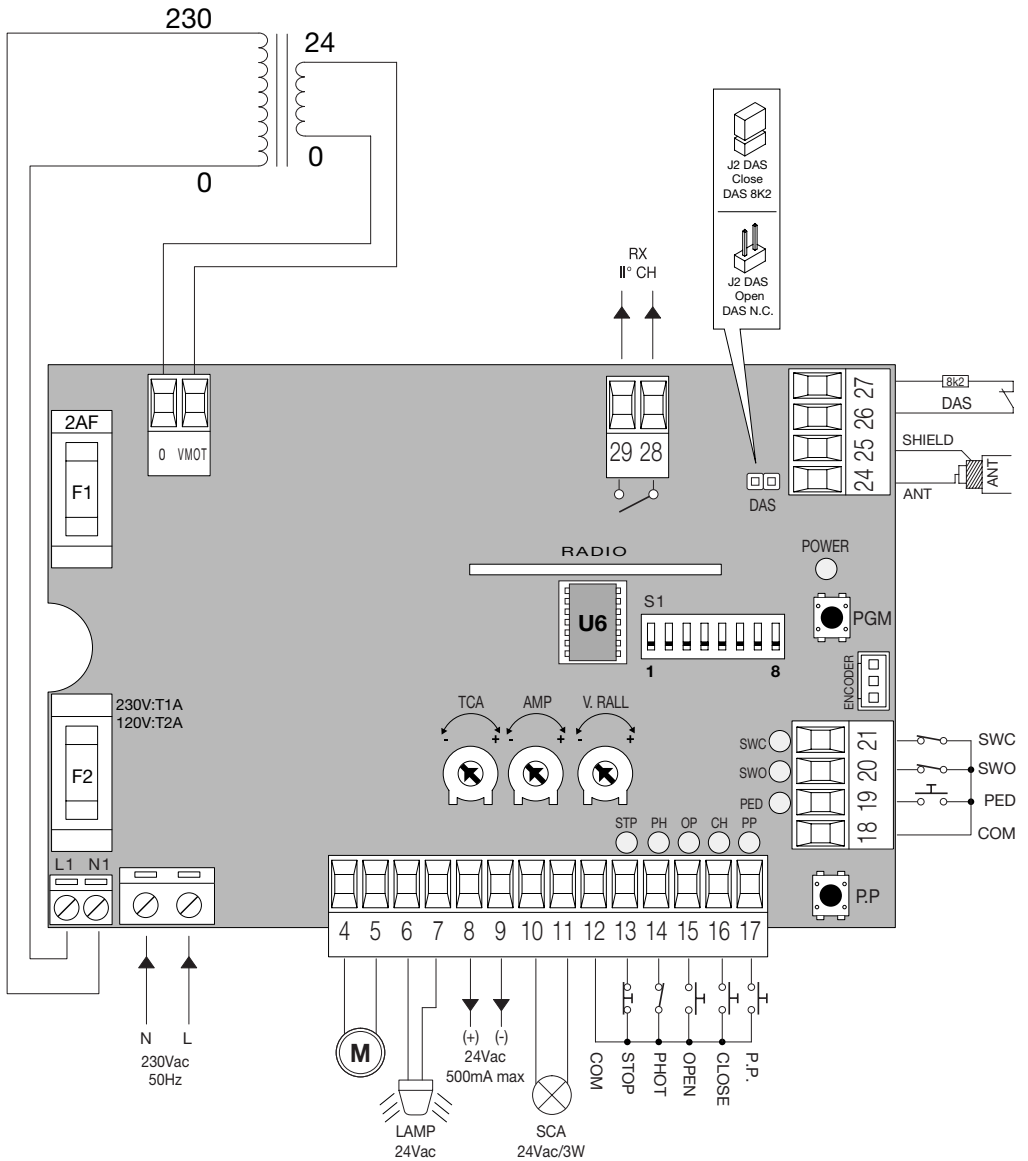 230
24
0
0
J2 DAS
Close
DAS 8K2
J2 DAS
Open
DAS N.C.
RX
II° CH
2AF
F1
0 VMOT
29 28
DAS
27
26
25
24
8k2
DAS
SHIELD
ANT
ANT
RADIO
U6
S1
1 8
POWER
PGM
ENCODER
230V:T1A
120V:T2A
F2
TCA AMP V. RALL
- + - + - +
SWC
SWO
PED
21
20
19
18
SWC
SWO
PED
COM
STP PH OP CH PP
P.P
L1 N1
4 5 6 7 8 9 10 11 12 13 14 15 16 17
N L
230Vac
50Hz
M
LAMP
24Vac
(+) (-)
24Vac
500mA max
SCA
24Vac/3W
COM
STOP
PHOT
OPEN
CLOSE
P.P.